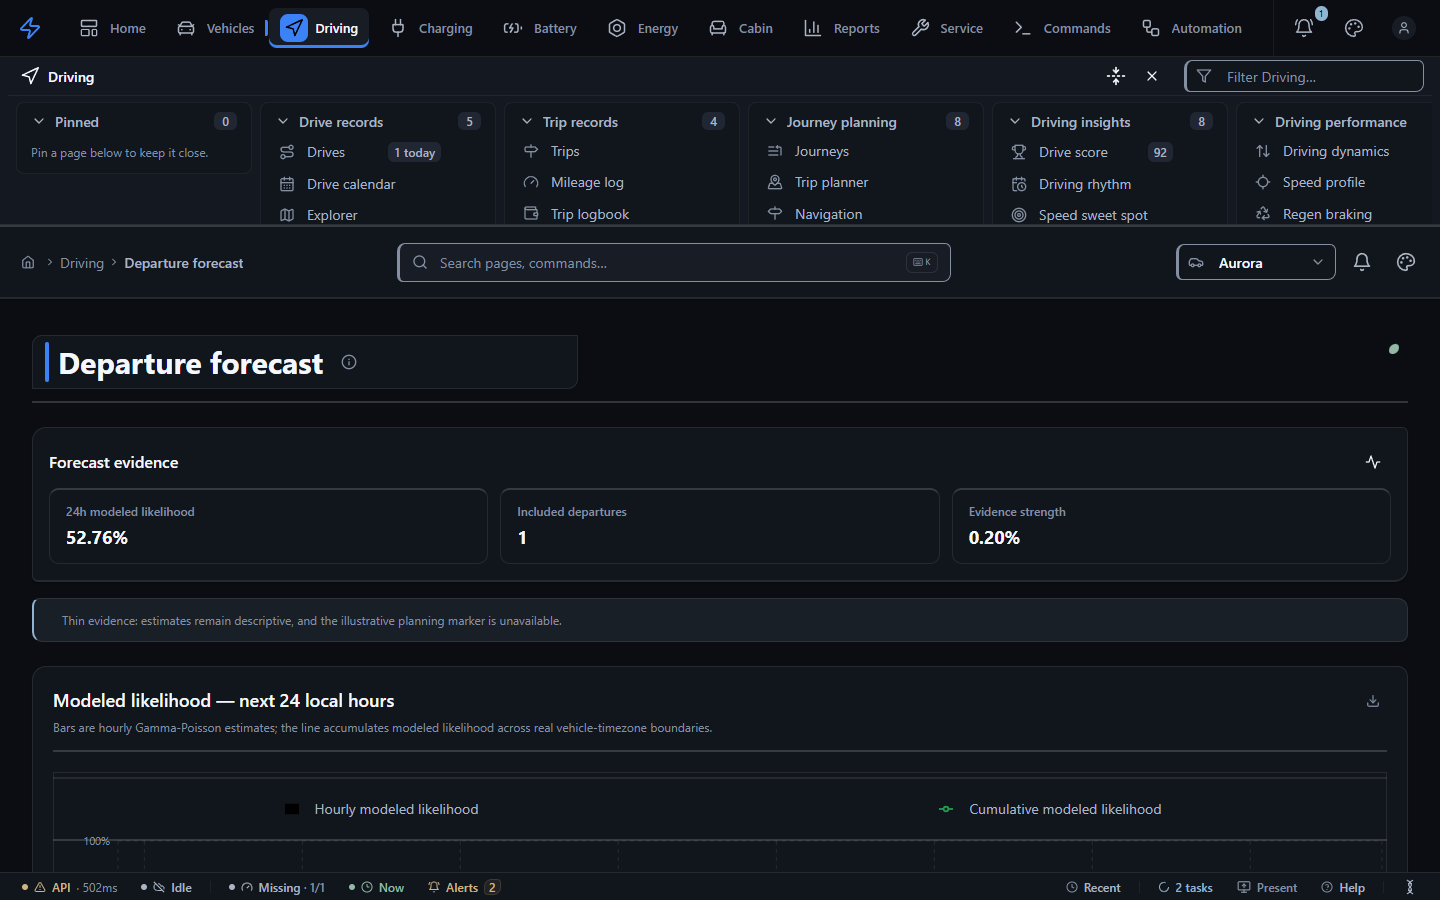 Home
Vehicles
Driving
Charging
Battery
Energy
Cabin
Reports
Service
Commands
Automation
1
Driving
Filter Driving...
Pinned 0
Pin a page below to keep it close.
Drive records 5
Drives 1 today
Drive calendar
Explorer
Trip records 4
Trips
Mileage log
Trip logbook
Journey planning 8
Journeys
Trip planner
Navigation
Driving insights 8
Drive score 92
Driving rhythm
Speed sweet spot
Driving performance
Driving dynamics
Speed profile
Regen braking
Driving
Departure forecast
Search pages, commands...
K
Aurora
Departure forecast
Forecast evidence
24h modeled likelihood
52.76%
Included departures
1
Evidence strength
0.20%
Thin evidence: estimates remain descriptive, and the illustrative planning marker is unavailable.
Modeled likelihood — next 24 local hours
Bars are hourly Gamma-Poisson estimates; the line accumulates modeled likelihood across real vehicle-timezone boundaries.
Hourly modeled likelihood
Cumulative modeled likelihood
100%
API · 502ms
Idle
Missing · 1/1
Now
Alerts 2
Recent
2 tasks
Present
Help